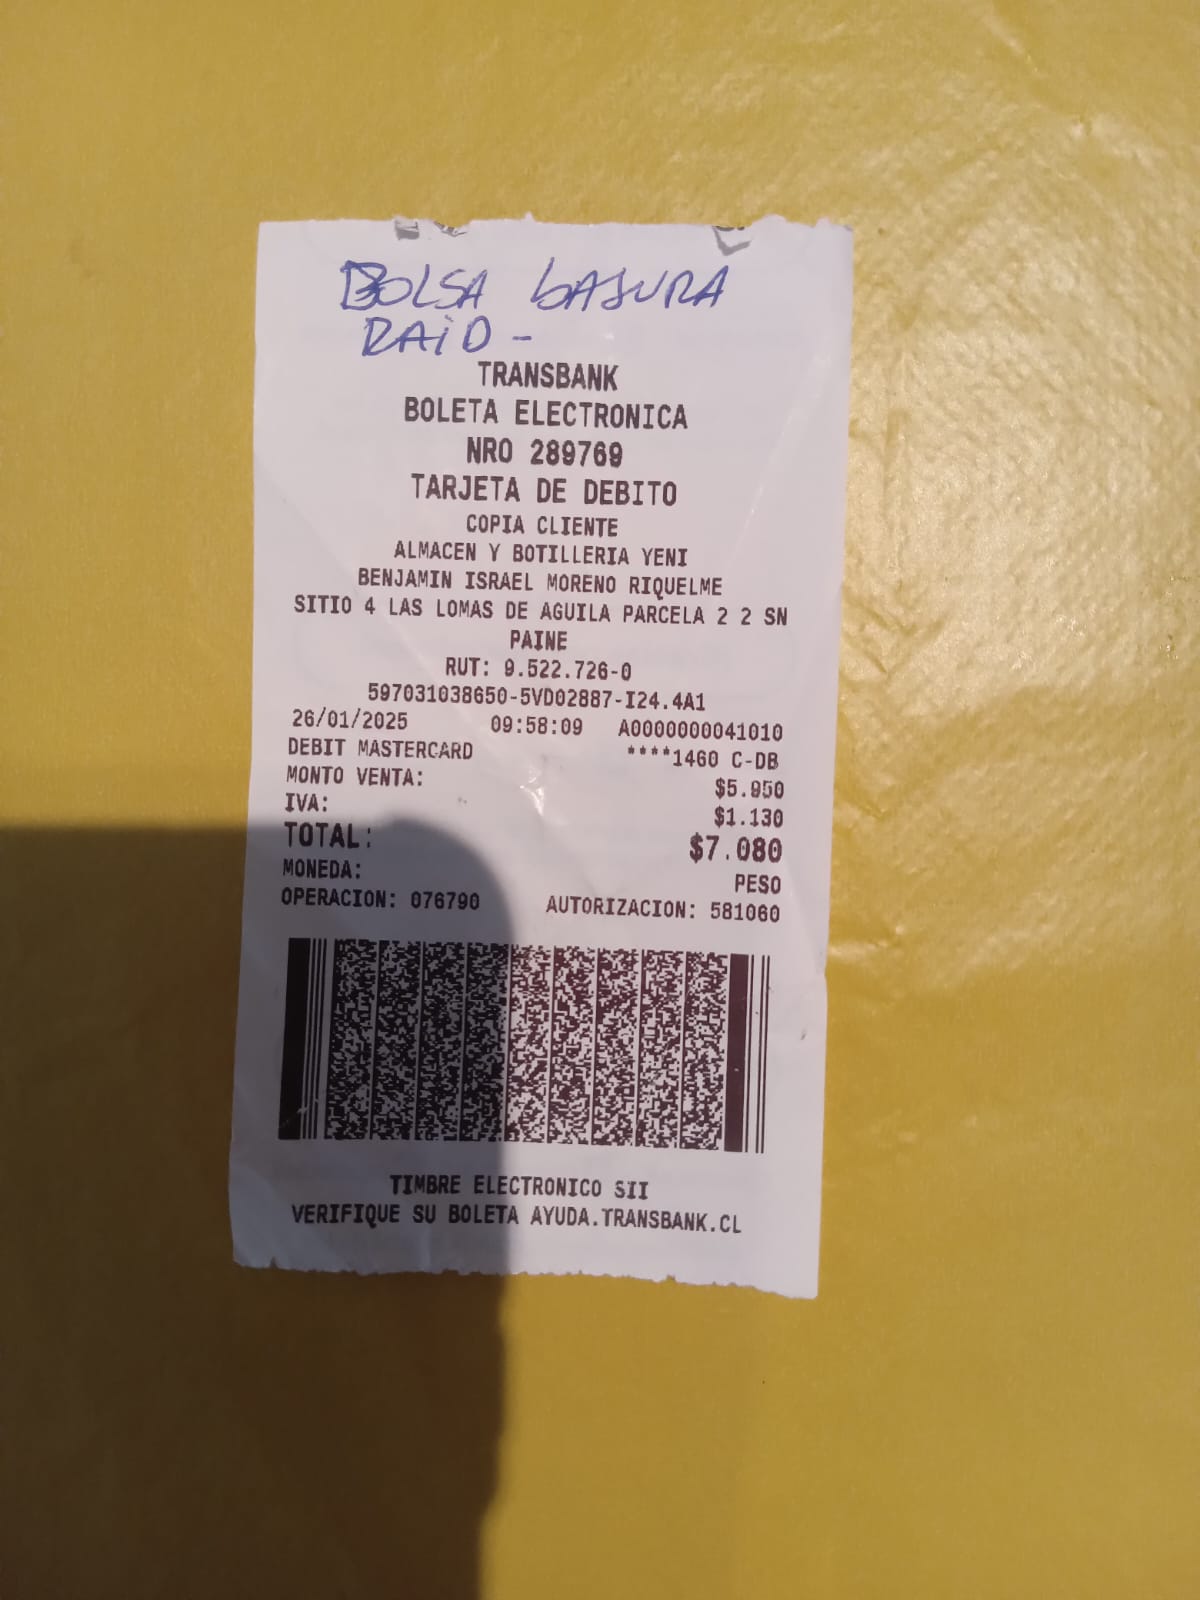 BOLSA BASURA
RAID -
TRANSBANK
BOLETA ELECTRONICA
NRO 289769
TARJETA DE DEBITO
COPIA CLIENTE
ALMACEN Y BOTILLERIA YENI
BENJAMIN ISRAEL MORENO RIQUELME
SITIO 4 LAS LOMAS DE AGUILA PARCELA 2 2 SN
PAINE
RUT: 9.522.726-0
597031038650-5VD02887-I24.4A1
26/01/2025 09:58:09 A0000000041010
DEBIT MASTERCARD ****1460 C-DB
MONTO VENTA: $5.950
IVA: $1.130
TOTAL: $7.080
MONEDA: PESO
OPERACION: 076790 AUTORIZACION: 581060
TIMBRE ELECTRONICO SII
VERIFIQUE SU BOLETA AYUDA.TRANSBANK.CL